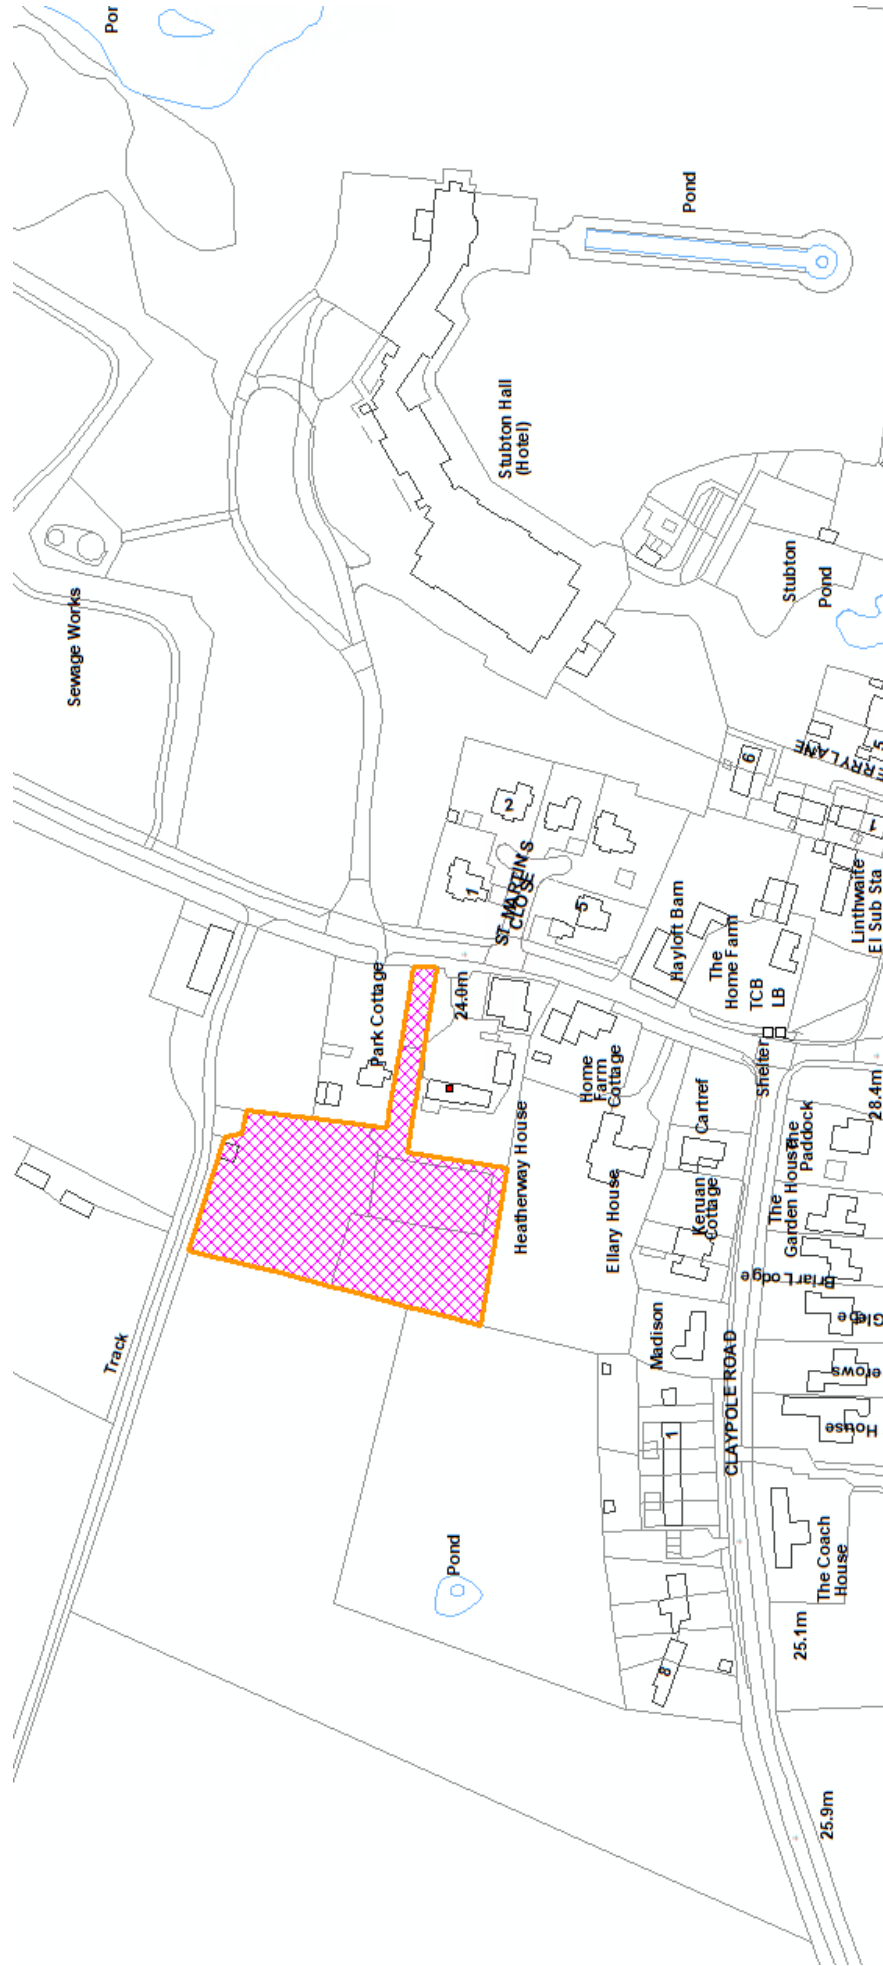 Por
Pond
Sewage Works
Stubton Hall
(Hotel)
Stubton
Pond
ST MARTIN'S
CLOSE
1
2
5
6
5
1
Park Cottage
24.0m
Hayloft Barn
The
Home Farm
TCB
LB
Linthwaite
El Sub Sta
Shelter
Home
Farm
Cottage
Heatherway House
Ellary House
Cartref
Keruan
Cottage
28.4m
The
Paddock
The
Garden House
Briar Lodge
Glebe
erows
House
Madison
CLAYPOLE ROAD
1
8
Track
Pond
The Coach
House
25.1m
25.9m